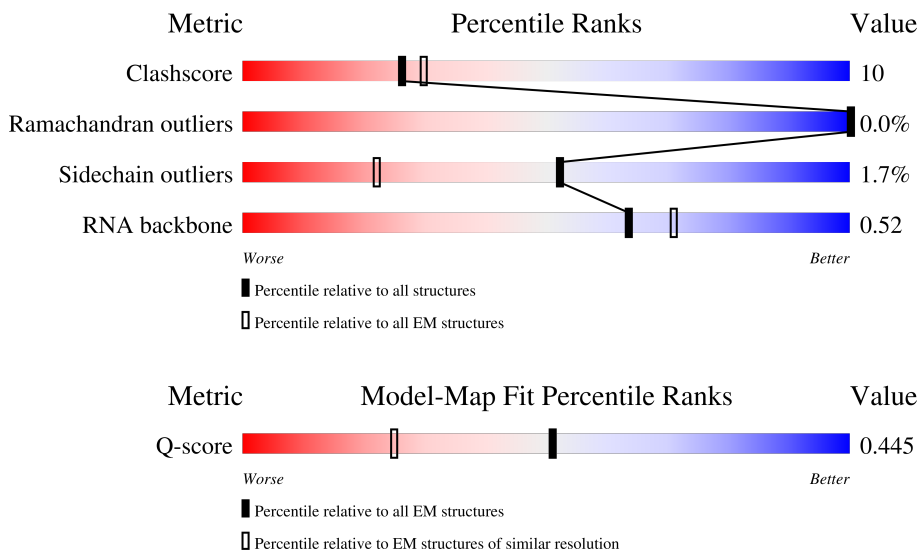 Metric Percentile Ranks Value
Clashscore 10
Ramachandran outliers 0.0%
Sidechain outliers 1.7%
RNA backbone 0.52
Worse Better
Percentile relative to all structures
Percentile relative to all EM structures
Metric Model-Map Fit Percentile Ranks Value
Q-score 0.445
Worse Better
Percentile relative to all EM structures
Percentile relative to EM structures of similar resolution